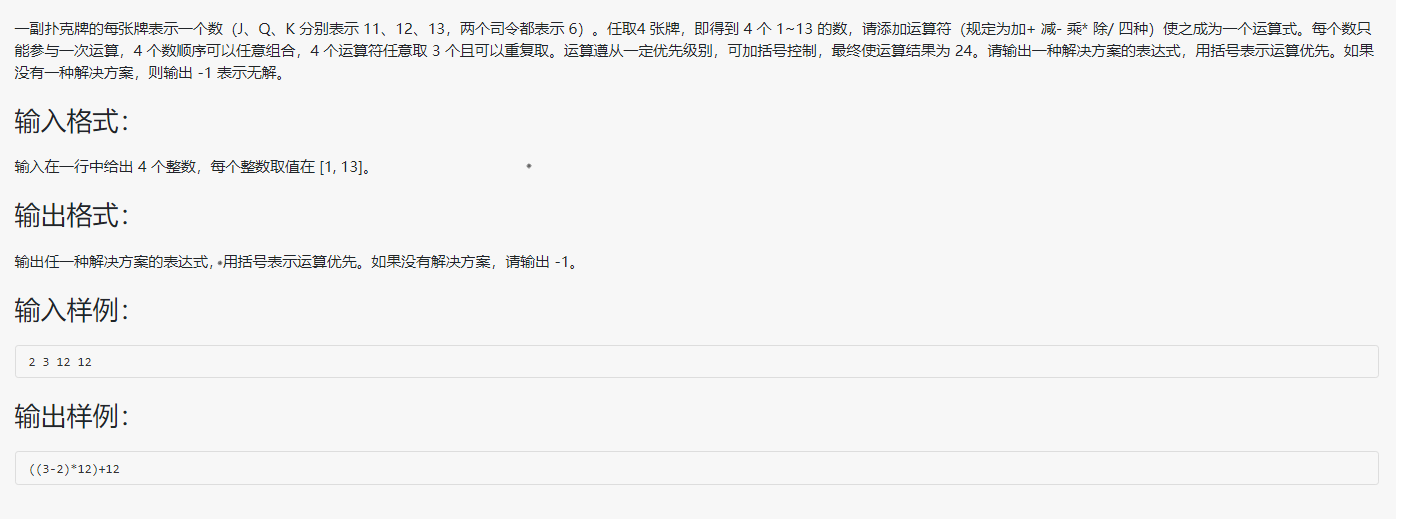 一副扑克牌的每张牌表示一个数（J、Q、K 分别表示 11、12、13，两个司令都表示 6）。任取4 张牌，即得到 4 个 1~13 的数，请添加运算符（规定为加+ 减- 乘* 除/ 四种）使之成为一个运算式。每个数只
能参与一次运算，4 个数顺序可以任意组合，4 个运算符任意取 3 个且可以重复取。运算遵从一定优先级别，可加括号控制，最终使运算结果为 24。请输出一种解决方案的表达式，用括号表示运算优先。如果
没有一种解决方案，则输出 -1 表示无解。
输入格式：
输入在一行中给出 4 个整数，每个整数取值在 [1, 13]。
输出格式：
输出任一种解决方案的表达式，用括号表示运算优先。如果没有解决方案，请输出 -1。
输入样例：
2 3 12 12
输出样例：
((3-2)*12)+12